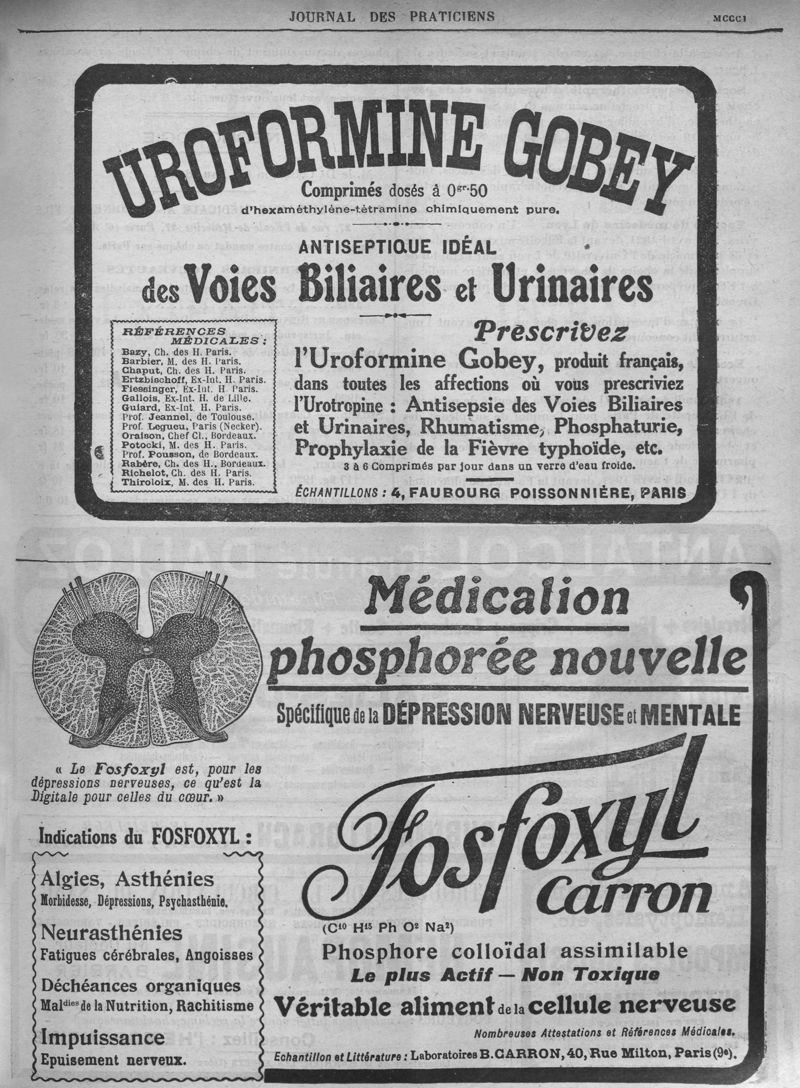 JOURNAL DES PRATICIENS
MCCCI
UROFORMINE GOBEY
Comprimés dosés à 0gr·50
d'hexaméthylène-tétramine chimiquement pure.
ANTISEPTIQUE IDÉAL
des Voies Biliaires et Urinaires
RÉFÉRENCES
MÉDICALES :
Bazy, Ch. des H. Paris.
Barbier, M. des H. Paris.
Chaput, Ch. des H. Paris.
Ertzbischoff, Ex-Int. H. Paris.
Fiessinger, Ex-Int. H. Paris.
Gallois, Ex-Int. H. de Lille.
Guiard, Ex-Int. H. Paris.
Prof. Jeannel, de Toulouse.
Prof. Legueu, Paris (Necker).
Oraison, Chef Cl., Bordeaux.
Potocki, M. des H. Paris.
Prof. Pousson, de Bordeaux.
Rabère, Ch. des H., Bordeaux.
Richelot, Ch. des H. Paris.
Thiroloix, M. des H. Paris.
Prescrivez
l'Uroformine Gobey, produit français,
dans toutes les affections où vous prescriviez
l'Urotropine : Antisepsie des Voies Biliaires
et Urinaires, Rhumatisme, Phosphaturie,
Prophylaxie de la Fièvre typhoïde, etc.
3 à 6 Comprimés par jour dans un verre d'eau froide.
ÉCHANTILLONS : 4, FAUBOURG POISSONNIÈRE, PARIS
Médication
phosphorée nouvelle
Spécifique de la DÉPRESSION NERVEUSE et MENTALE
« Le Fosfoxyl est, pour les
dépressions nerveuses, ce qu'est la
Digitale pour celles du cœur. »
Indications du FOSFOXYL :
Algies, Asthénies
Morbidesse, Dépressions, Psychasthénie.
Neurasthénies
Fatigues cérébrales, Angoisses
Déchéances organiques
Maldies de la Nutrition, Rachitisme
Impuissance
Epuisement nerveux.
Fosfoxyl
Carron
(C10 H15 Ph O2 Na2)
Phosphore colloïdal assimilable
Le plus Actif — Non Toxique
Véritable aliment de la cellule nerveuse
Nombreuses Attestations et Références Médicales.
Echantillon et Littérature : Laboratoires B. CARRON, 40, Rue Milton, Paris (9e).